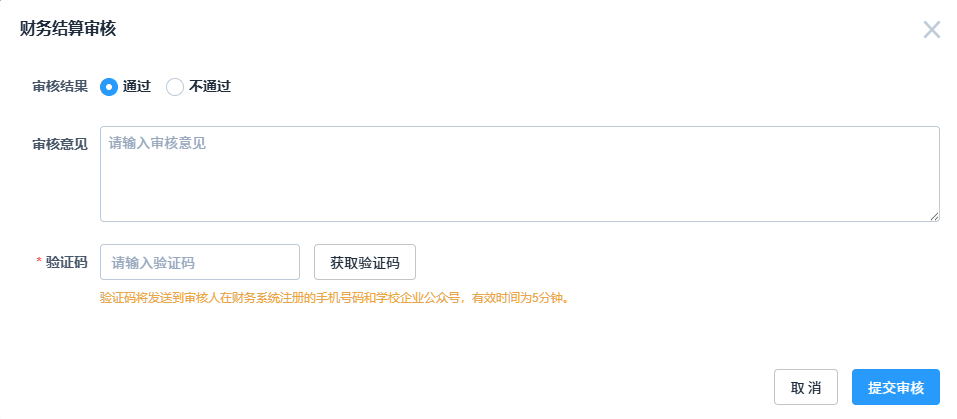 财务结算审核
审核结果 通过 不通过
审核意见 请输入审核意见
* 验证码 请输入验证码 获取验证码
验证码将发送到审核人在财务系统注册的手机号码和学校企业公众号，有效时间为5分钟。
取 消 提交审核